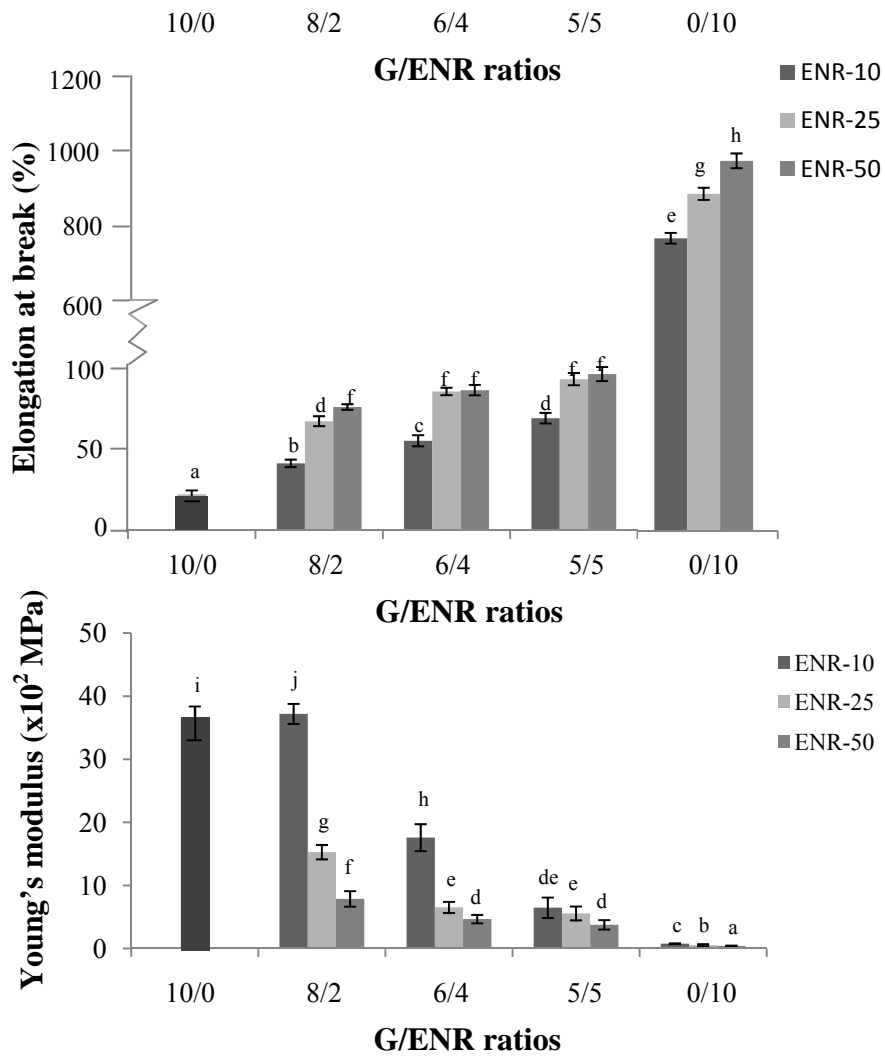 10/0 8/2 6/4 5/5 0/10
G/ENR ratios
Elongation at break (%)
1200
1000
800
600
100
50
0
ENR-10
ENR-25
ENR-50
a
b d f
c f f
d f f
e g h
10/0 8/2 6/4 5/5 0/10
G/ENR ratios
Young's modulus (x10² MPa)
50
40
30
20
10
0
ENR-10
ENR-25
ENR-50
i
j g f
h e d
de e d
c b a
10/0 8/2 6/4 5/5 0/10
G/ENR ratios